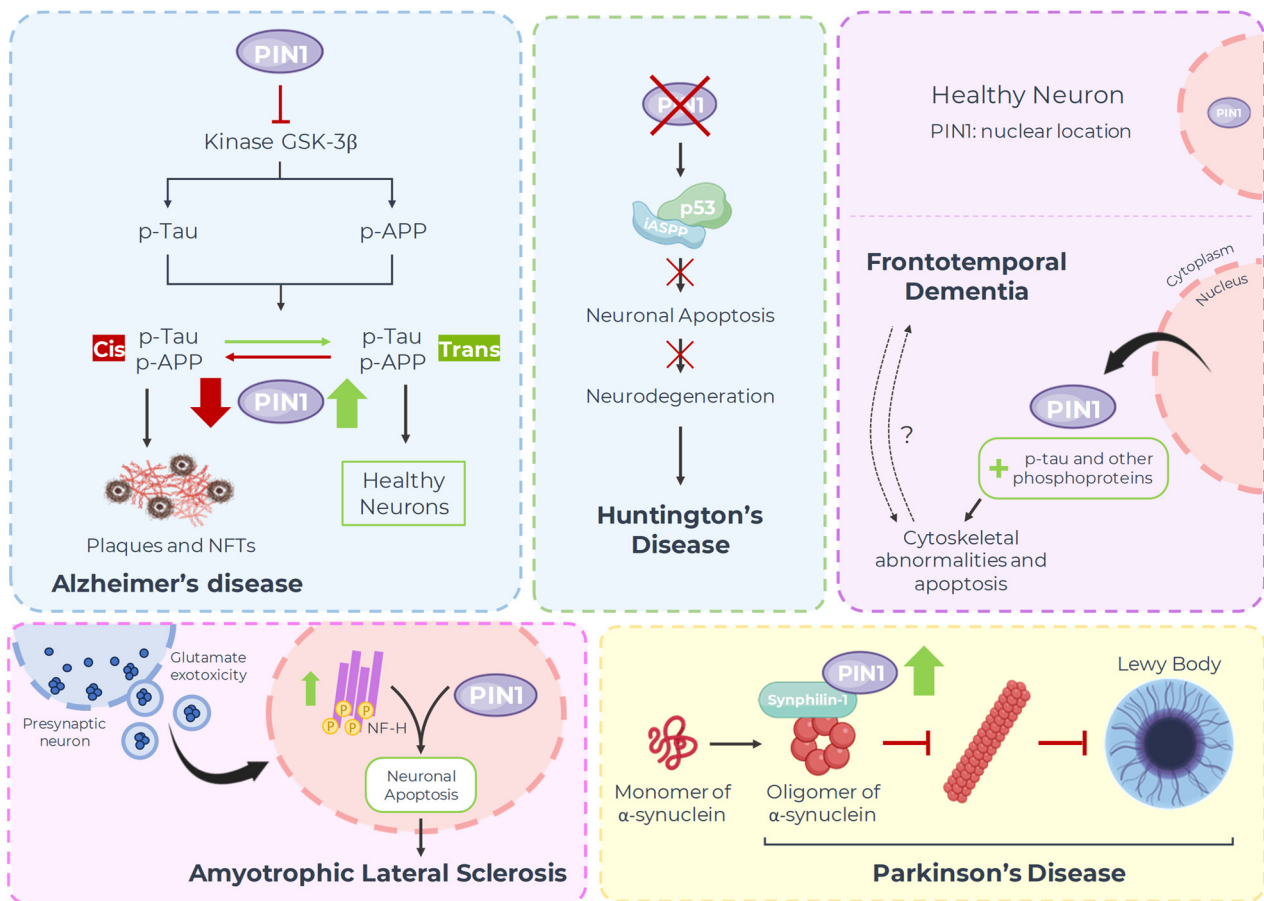 PIN1
Kinase GSK-3β
p-Tau
p-APP
Cis
p-Tau
p-APP
p-Tau
p-APP
Trans
PIN1
Plaques and NFTs
Healthy
Neurons
Alzheimer's disease
PIN1
p53
iASPP
Neuronal Apoptosis
Neurodegeneration
Huntington's
Disease
Healthy Neuron
PIN1: nuclear location
PIN1
Frontotemporal
Dementia
Cytoplasm
Nucleus
PIN1
?
+ p-tau and other
phosphoproteins
Cytoskeletal
abnormalities and
apoptosis
Glutamate
exotoxicity
Presynaptic
neuron
P
P
P
P
NF-H
PIN1
Neuronal
Apoptosis
Amyotrophic Lateral Sclerosis
PIN1
Synphilin-1
Monomer of
α-synuclein
Oligomer of
α-synuclein
Lewy Body
Parkinson's Disease